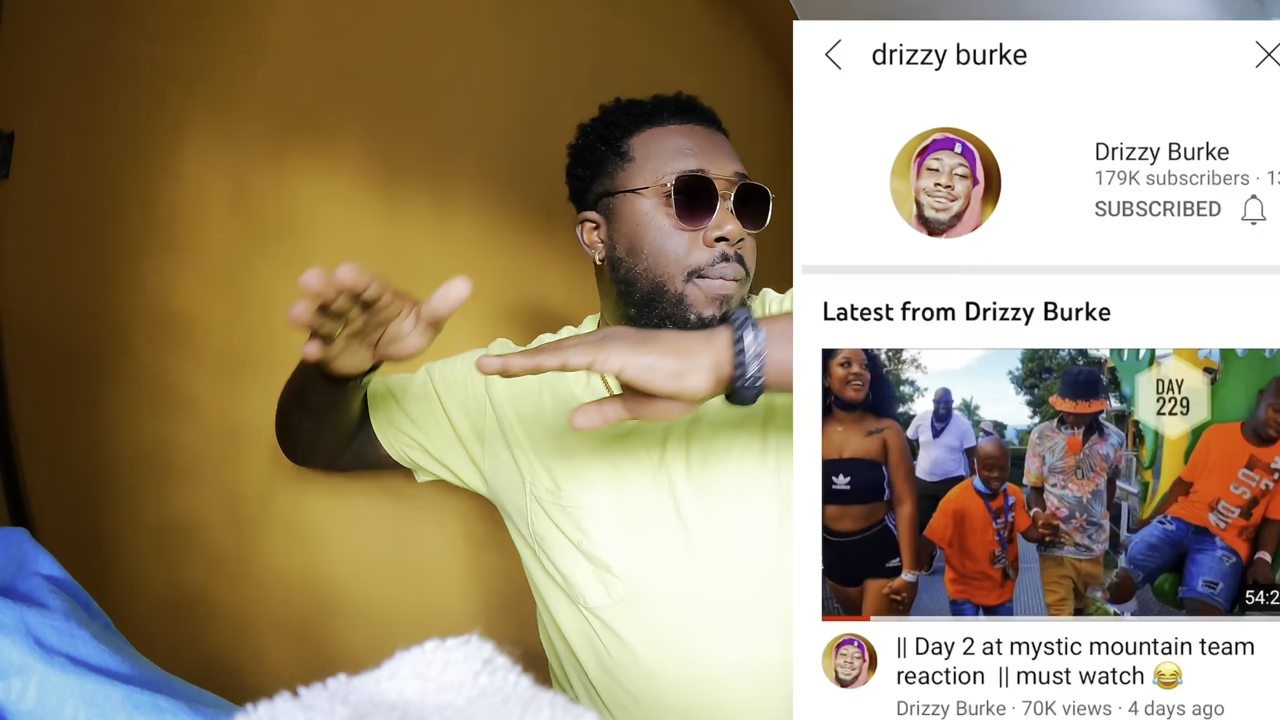 drizzy burke
Drizzy Burke
179K subscribers · 13
SUBSCRIBED
Latest from Drizzy Burke
DAY
229
54:2
|| Day 2 at mystic mountain team
reaction || must watch 😂
Drizzy Burke · 70K views · 4 days ago